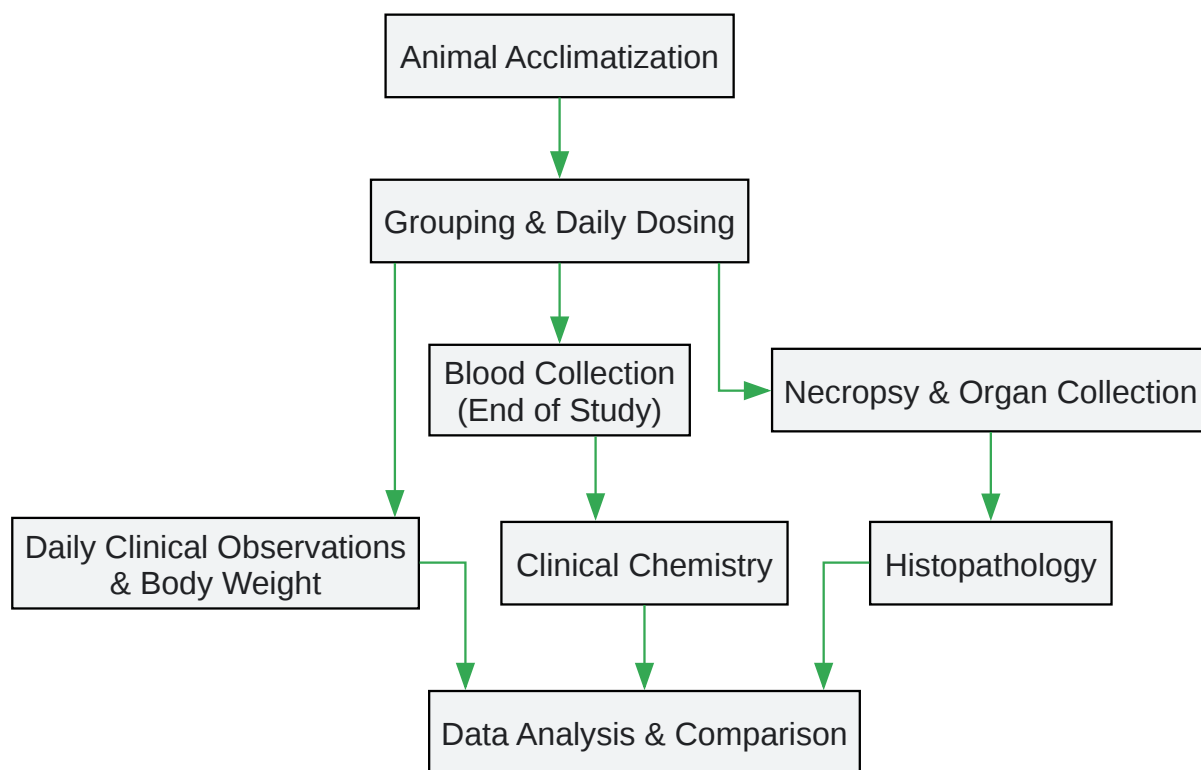 Animal Acclimatization
Grouping & Daily Dosing
Blood Collection
(End of Study)
Necropsy & Organ Collection
Daily Clinical Observations
& Body Weight
Clinical Chemistry
Histopathology
Data Analysis & Comparison